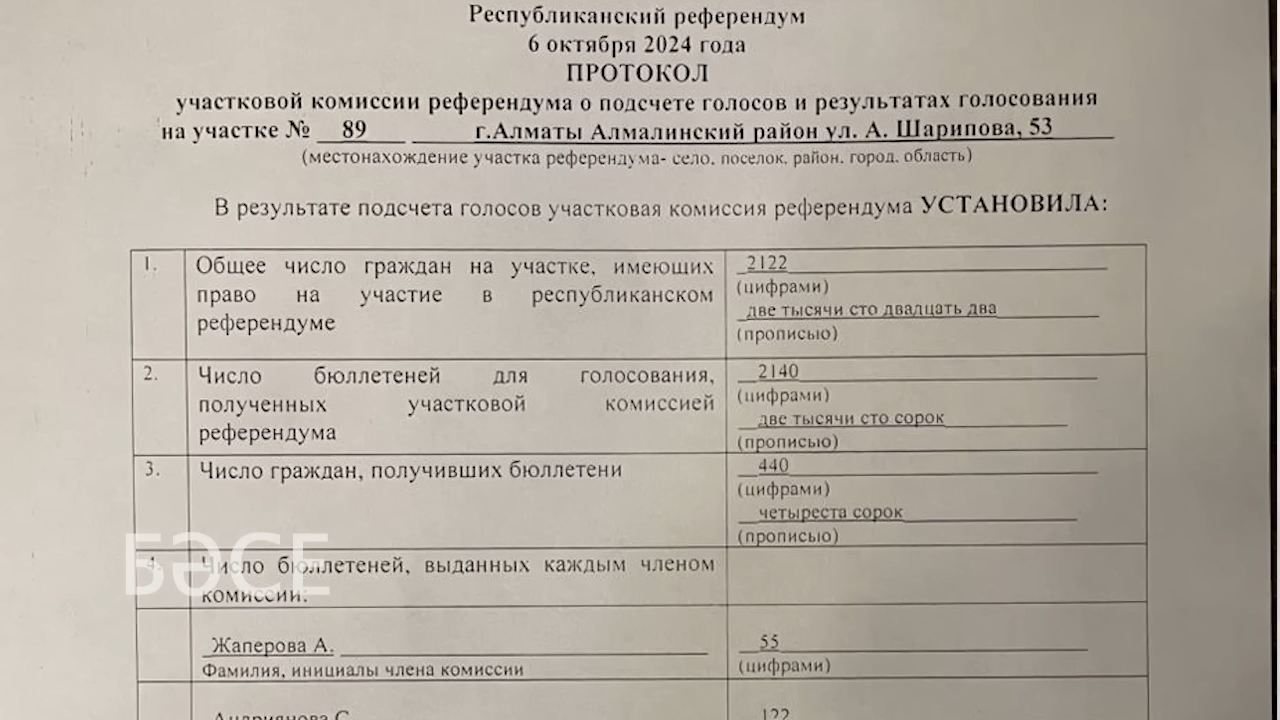 Республиканский референдум
6 октября 2024 года
ПРОТОКОЛ
участковой комиссии референдума о подсчете голосов и результатах голосования
на участке № 89 г.Алматы Алмалинский район ул. А. Шарипова, 53
(местонахождение участка референдума- село, поселок, район, город, область)
В результате подсчета голосов участковая комиссия референдума УСТАНОВИЛА:
1. Общее число граждан на участке, имеющих
право на участие в республиканском
референдуме
2122
(цифрами)
две тысячи сто двадцать два
(прописью)
2. Число бюллетеней для голосования,
полученных участковой комиссией
референдума
2140
(цифрами)
две тысячи сто сорок
(прописью)
3. Число граждан, получивших бюллетени
440
(цифрами)
четыреста сорок
(прописью)
БӘСЕ
4. Число бюллетеней, выданных каждым членом
комиссии:
Жаперова А.
Фамилия, инициалы члена комиссии
55
(цифрами)
Андриянова С
122